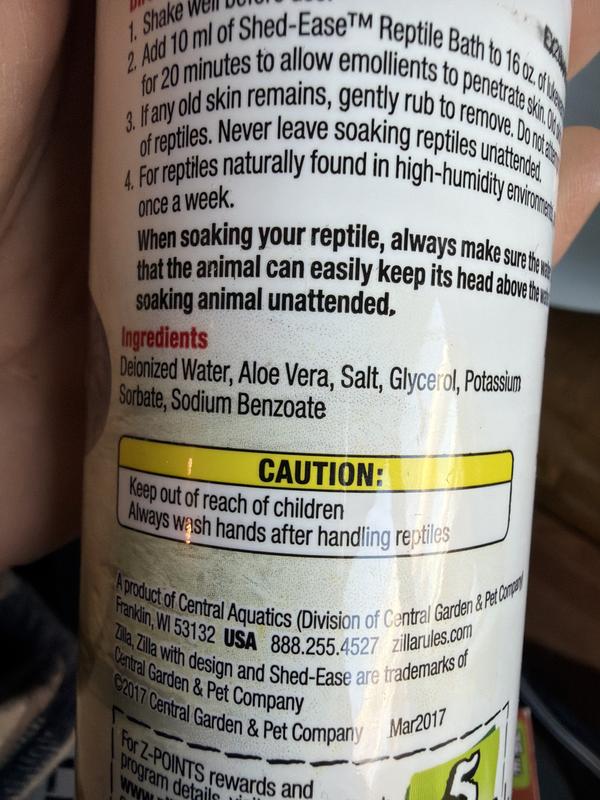 1. Shake well before
2. Add 10 ml of Shed-Ease™ Reptile Bath to 16 oz. of
for 20 minutes to allow emollients to penetrate skin. Old
3. If any old skin remains, gently rub to remove. Do not
of reptiles. Never leave soaking reptiles unattended.
4. For reptiles naturally found in high-humidity
once a week.
When soaking your reptile, always make sure the
that the animal can easily keep its head above the
soaking animal unattended.
Ingredients
Deionized Water, Aloe Vera, Salt, Glycerol, Potassium
Sorbate, Sodium Benzoate
CAUTION:
Keep out of reach of children
Always wash hands after handling reptiles
A product of Central Aquatics (Division of Central Garden & Pet Company)
Franklin, WI 53132 USA 888.255.4527 zillarules.com
Zilla, Zilla with design and Shed-Ease are trademarks of
Central Garden & Pet Company
©2017 Central Garden & Pet Company Mar2017
For Z-POINTS rewards and
program details,
5